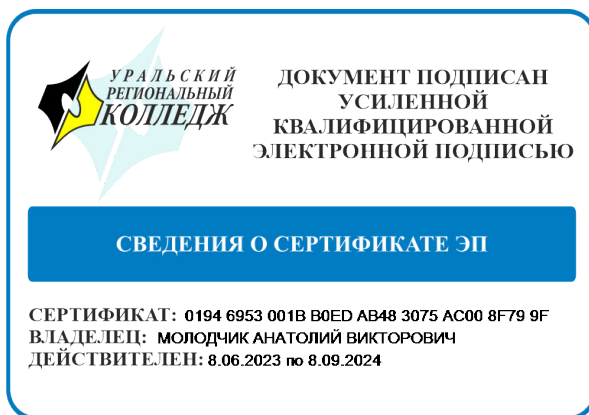 УРАЛЬСКИЙ
РЕГИОНАЛЬНЫЙ
КОЛЛЕДЖ
ДОКУМЕНТ ПОДПИСАН
УСИЛЕННОЙ
КВАЛИФИЦИРОВАННОЙ
ЭЛЕКТРОННОЙ ПОДПИСЬЮ
СВЕДЕНИЯ О СЕРТИФИКАТЕ ЭП
СЕРТИФИКАТ: 0194 6953 001B B0ED AB48 3075 AC00 8F79 9F
ВЛАДЕЛЕЦ: МОЛОДЧИК АНАТОЛИЙ ВИКТОРОВИЧ
ДЕЙСТВИТЕЛЕН: 8.06.2023 по 8.09.2024